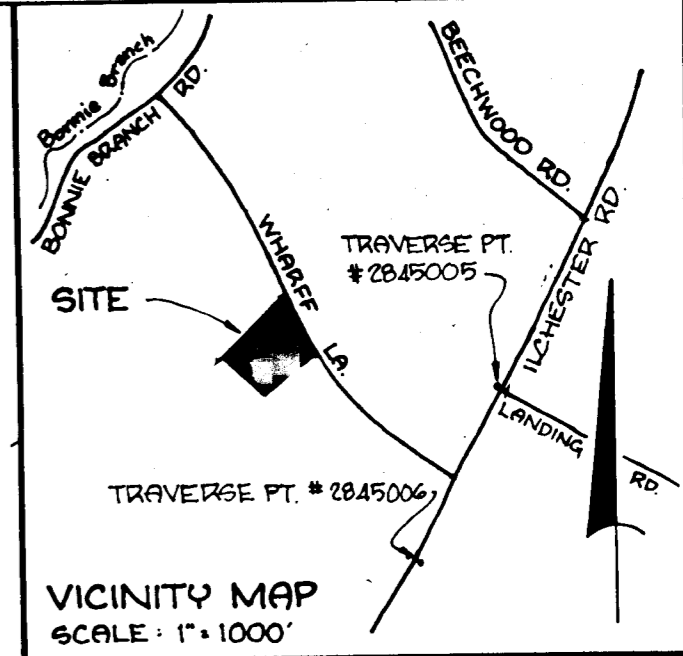 Bonnie Branch
BONNIE BRANCH RD.
BEECHWOOD RD.
WHARFF LA.
TRAVERSE PT.
# 2845005
ILCHESTER RD.
SITE
LANDING RD.
TRAVERSE PT. # 2845006
VICINITY MAP
SCALE : 1" = 1000'